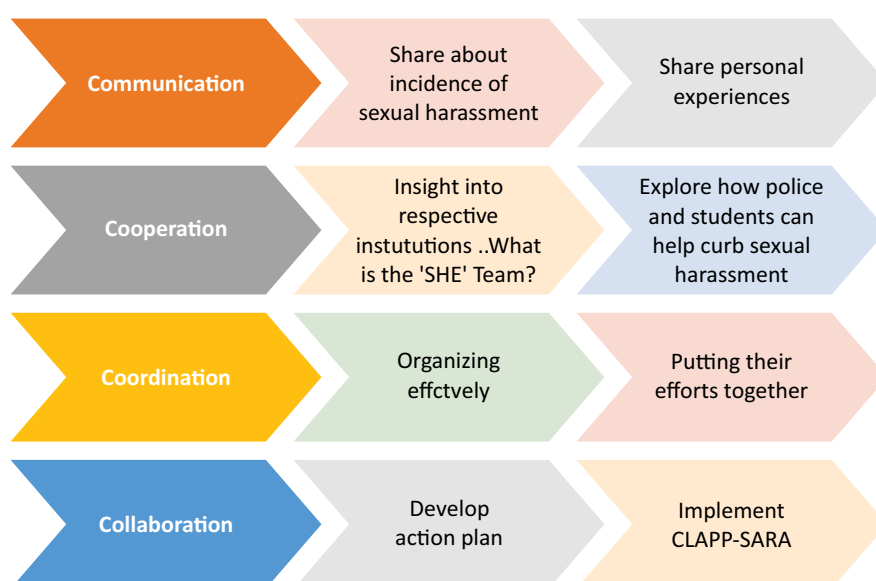 Communication
Share about
incidence of
sexual harassment
Share personal
experiences
Cooperation
Insight into
respective
instututions ..What
is the 'SHE' Team?
Explore how police
and students can
help curb sexual
harassment
Coordination
Organizing
effctvely
Putting their
efforts together
Collaboration
Develop
action plan
Implement
CLAPP-SARA